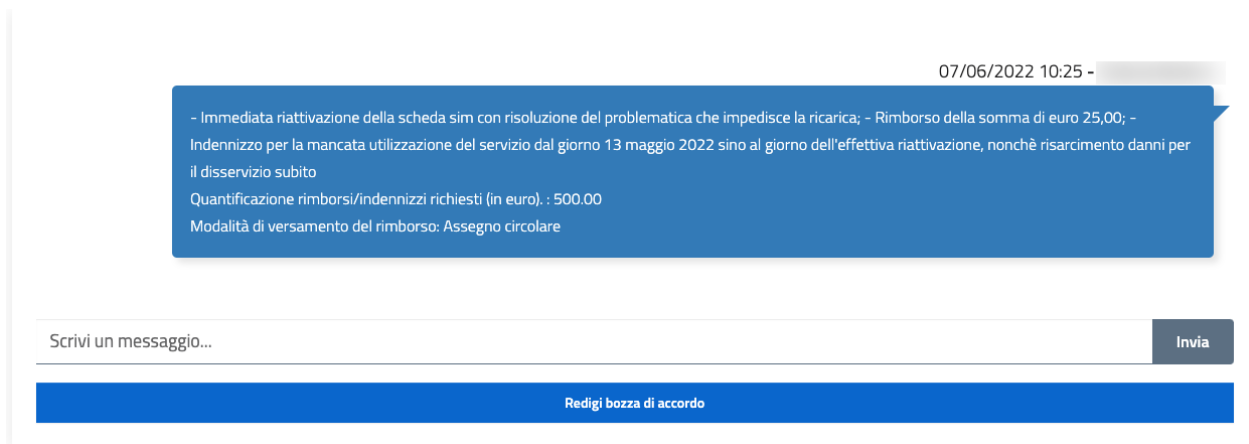 07/06/2022 10:25 -
- Immediata riattivazione della scheda sim con risoluzione del problematica che impedisce la ricarica; - Rimborso della somma di euro 25,00; -
Indennizzo per la mancata utilizzazione del servizio dal giorno 13 maggio 2022 sino al giorno dell'effettiva riattivazione, nonchè risarcimento danni per
il disservizio subito
Quantificazione rimborsi/indennizzi richiesti (in euro). : 500.00
Modalità di versamento del rimborso: Assegno circolare
Scrivi un messaggio...
Invia
Redigi bozza di accordo